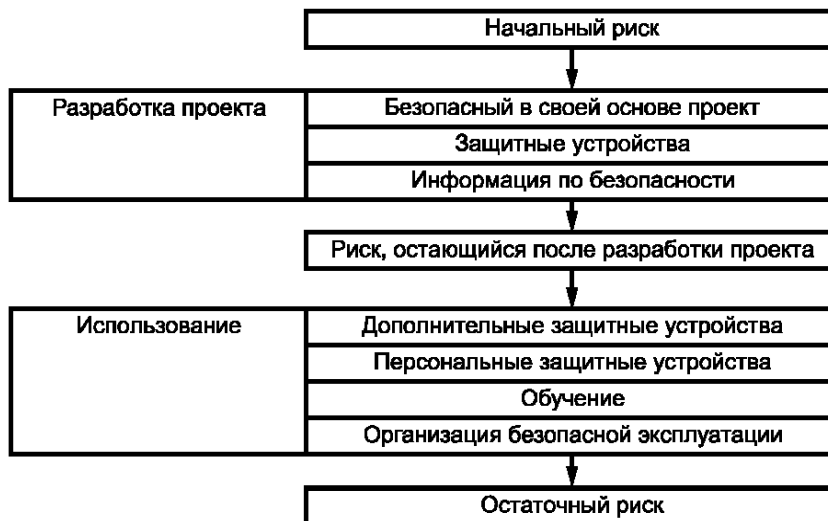 Начальный риск
Разработка проекта
Безопасный в своей основе проект
Защитные устройства
Информация по безопасности
Риск, остающийся после разработки проекта
Использование
Дополнительные защитные устройства
Персональные защитные устройства
Обучение
Организация безопасной эксплуатации
Остаточный риск